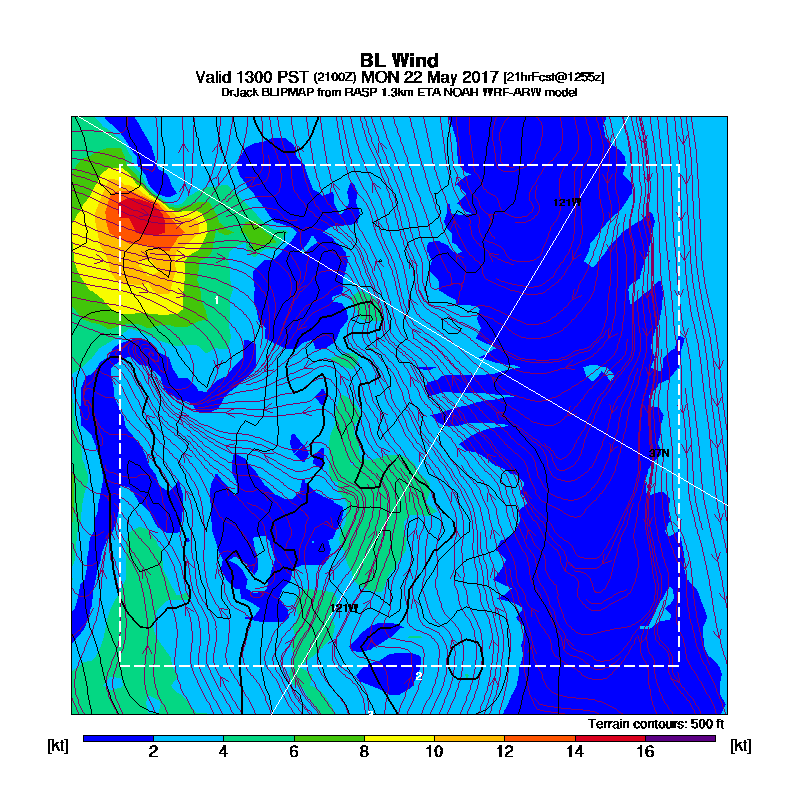 BL Wind
Valid 1300 PST (2100Z) MON 22 May 2017 [21hrFcst@1255z]
DrJack BLIPMAP from RASP 1.3km ETA NOAH WRF-ARW model
121W
1
37N
121W
2
Terrain contours: 500 ft
[kt] 2 4 6 8 10 12 14 16 [kt]